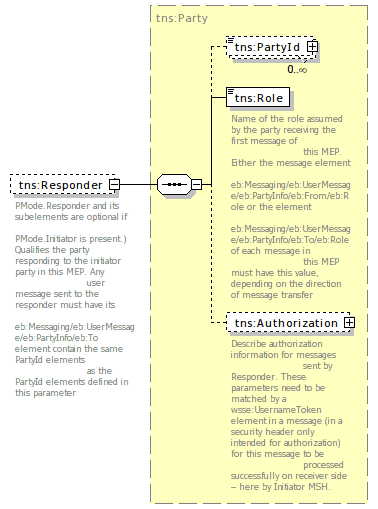 tns:Party
tns:PartyId
0..∞
tns:Role
Name of the role assumed
by the party receiving the
first message of
this MEP.
Either the message element
eb:Messaging/eb:UserMessag
e/eb:PartyInfo/eb:From/eb:R
ole or the element
eb:Messaging/eb:UserMessag
e/eb:PartyInfo/eb:To/eb:Role
of each message in
this MEP
must have this value,
depending on the direction
of message transfer
tns:Responder
PMode.Responder and its
subelements are optional if
PMode.Initiator is present.)
Qualifies the party
responding to the initiator
party in this MEP. Any
user
message sent to the
responder must have its
eb:Messaging/eb:UserMessag
e/eb:PartyInfo/eb:To
element contain the same
PartyId elements
as the
PartyId elements defined in
this parameter
tns:Authorization
Describe authorization
information for messages
sent by
Responder. These
parameters need to be
matched by a
wsse:UsernameToken
element in a message (in a
security header only
intended for authorization)
for this message to be
processed
successfully on receiver side
– here by Initiator MSH.